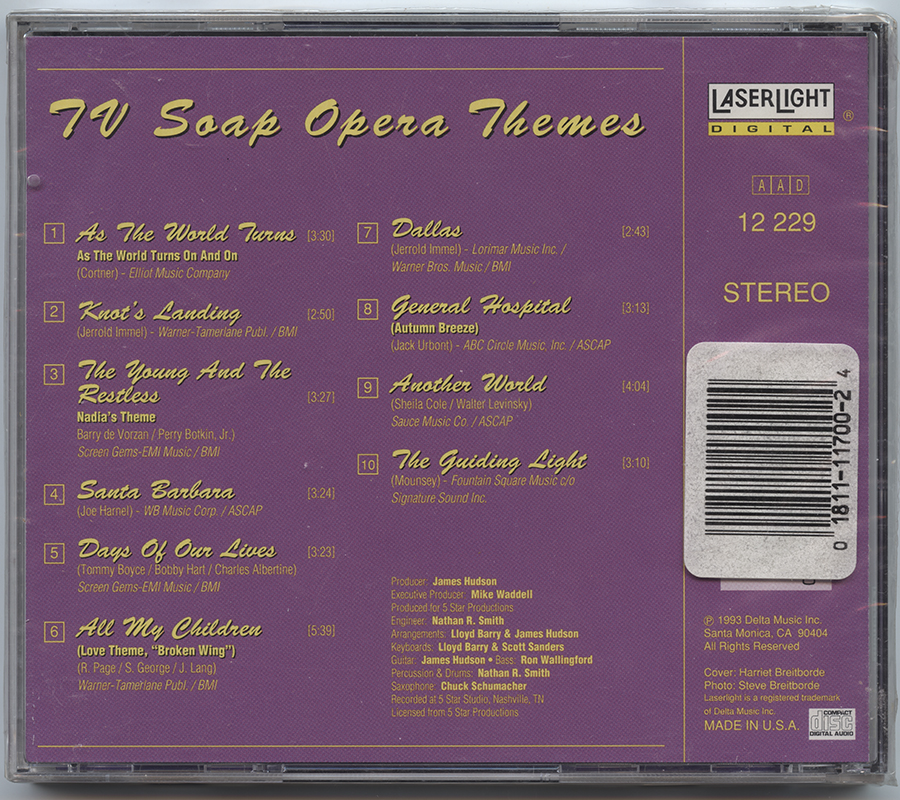 TV Soap Opera Themes
1 As The World Turns [3:30]
As The World Turns On And On
(Cortner) - Elliot Music Company
2 Knot's Landing [2:50]
(Jerrold Immel) - Warner-Tamerlane Publ. / BMI
3 The Young And The
Restless [3:27]
Nadia's Theme
Barry de Vorzan / Perry Botkin, Jr.)
Screen Gems-EMI Music / BMI
4 Santa Barbara [3:24]
(Joe Harnel) - WB Music Corp. / ASCAP
5 Days Of Our Lives [3:23]
(Tommy Boyce / Bobby Hart / Charles Albertine)
Screen Gems-EMI Music / BMI
6 All My Children [5:39]
(Love Theme, "Broken Wing")
(R. Page / S. George / J. Lang)
Warner-Tamerlane Publ. / BMI
7 Dallas [2:43]
(Jerrold Immel) - Lorimar Music Inc. /
Warner Bros. Music / BMI
8 General Hospital [3:13]
(Autumn Breeze)
(Jack Urbont) - ABC Circle Music, Inc. / ASCAP
9 Another World [4:04]
(Sheila Cole / Walter Levinsky)
Sauce Music Co. / ASCAP
10 The Guiding Light [3:10]
(Mounsey) - Fountain Square Music c/o
Signature Sound Inc.
Producer: James Hudson
Executive Producer: Mike Waddell
Produced for 5 Star Productions
Engineer: Nathan R. Smith
Arrangements: Lloyd Barry & James Hudson
Keyboards: Lloyd Barry & Scott Sanders
Guitar: James Hudson • Bass: Ron Wallingford
Percussion & Drums: Nathan R. Smith
Saxophone: Chuck Schumacher
Recorded at 5 Star Studio, Nashville, TN
Licensed from 5 Star Productions
LASERLIGHT ®
DIGITAL
A A D
12 229
STEREO
0 1811-11700-2 4
℗ 1993 Delta Music Inc.
Santa Monica, CA 90404
All Rights Reserved
Cover: Harriet Breitborde
Photo: Steve Breitborde
Laserlight is a registered trademark
of Delta Music Inc.
MADE IN U.S.A.
COMPACT
disc
DIGITAL AUDIO